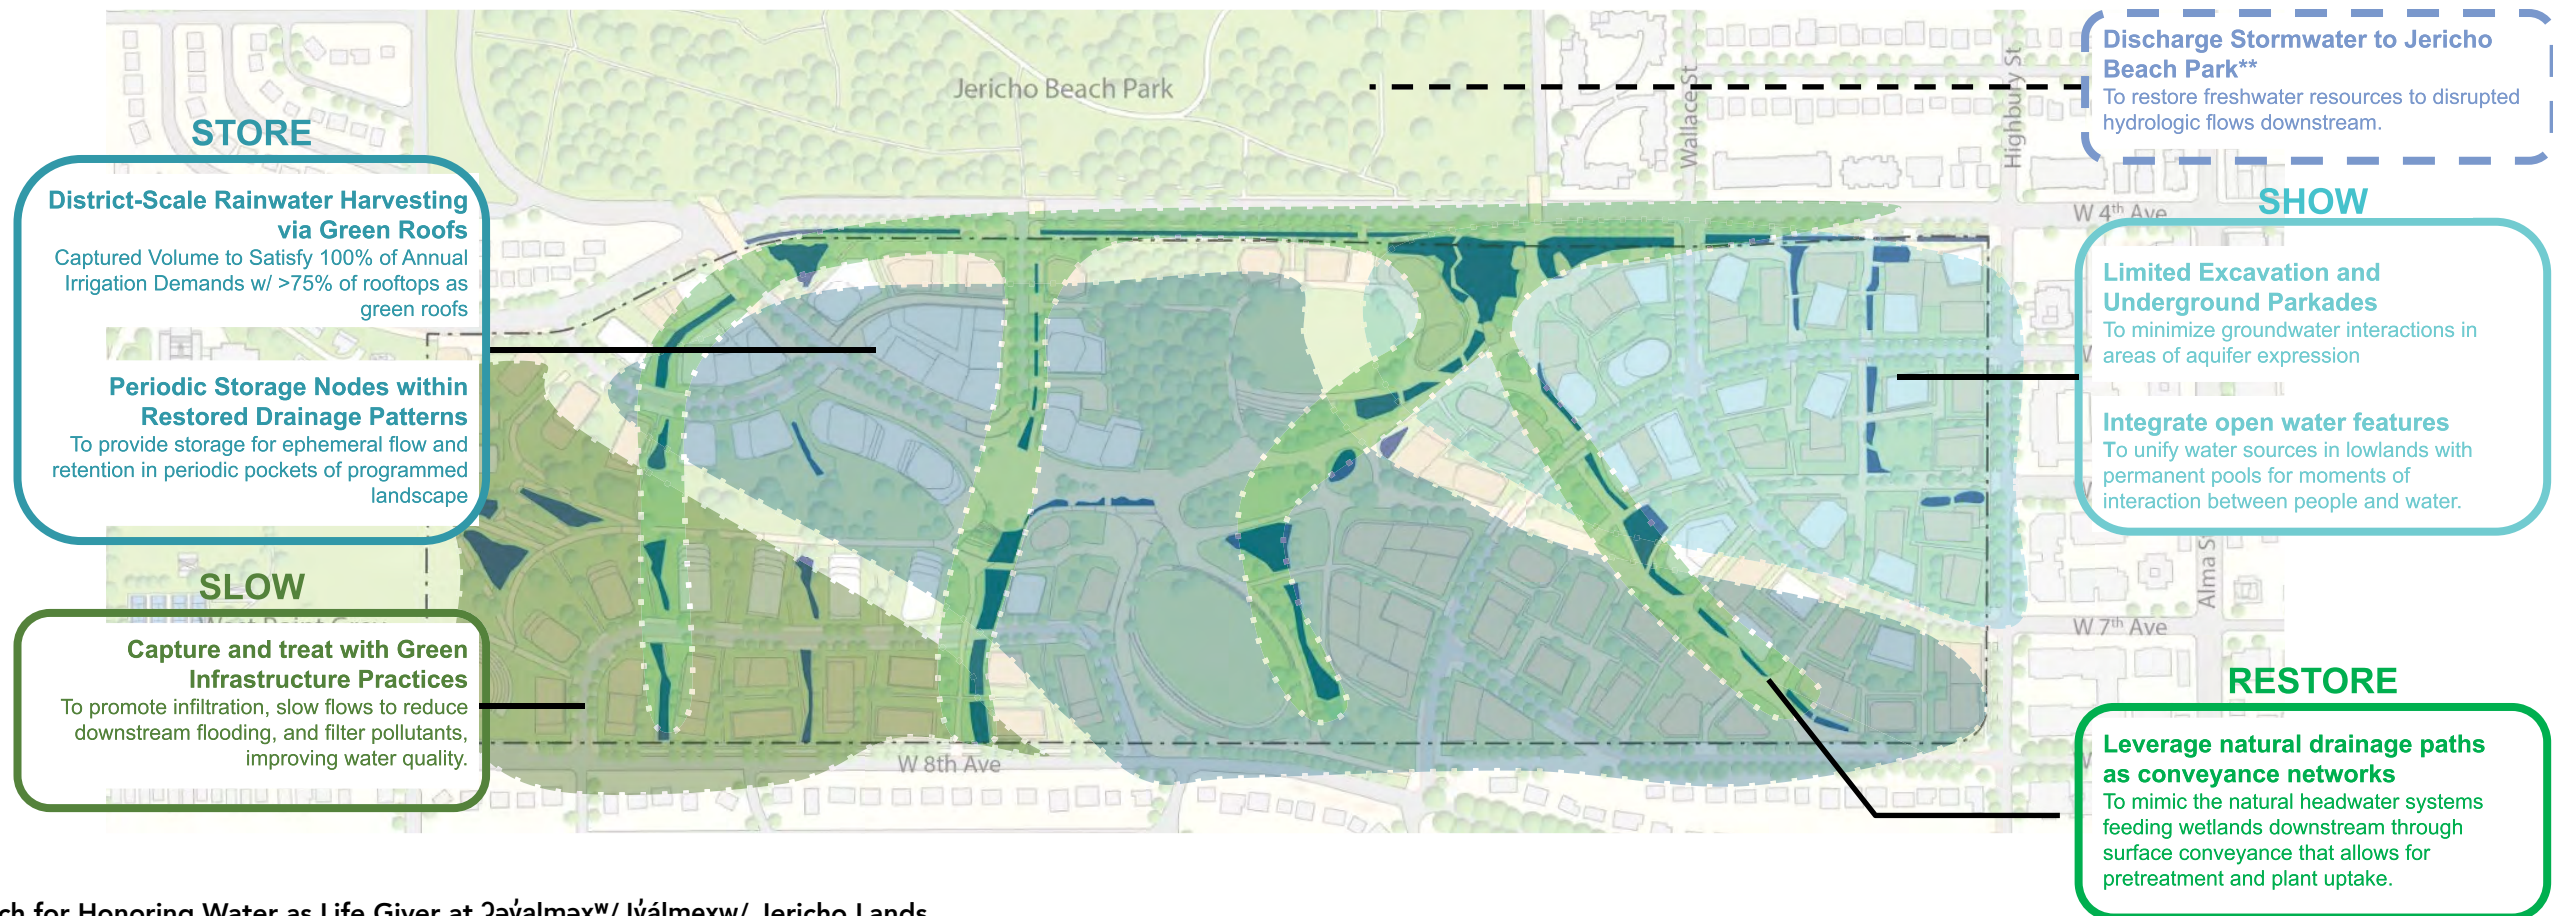 STORE
District-Scale Rainwater Harvesting
via Green Roofs
Captured Volume to Satisfy 100% of Annual
Irrigation Demands w/ >75% of rooftops as
green roofs
Periodic Storage Nodes within
Restored Drainage Patterns
To provide storage for ephemeral flow and
retention in periodic pockets of programmed
landscape
SLOW
Capture and treat with Green
Infrastructure Practices
To promote infiltration, slow flows to reduce
downstream flooding, and filter pollutants,
improving water quality.
Jericho Beach Park
Wallace St
Highbury St
W 4th Ave
Alma S
W 7th Ave
W 8th Ave
Discharge Stormwater to Jericho
Beach Park**
To restore freshwater resources to disrupted
hydrologic flows downstream.
SHOW
Limited Excavation and
Underground Parkades
To minimize groundwater interactions in
areas of aquifer expression
Integrate open water features
To unify water sources in lowlands with
permanent pools for moments of
interaction between people and water.
RESTORE
Leverage natural drainage paths
as conveyance networks
To mimic the natural headwater systems
feeding wetlands downstream through
surface conveyance that allows for
pretreatment and plant uptake.
ch for Honoring Water as Life Giver at ʔəy̓alməxʷ/ Iy̓álmexw/ Jericho Lands